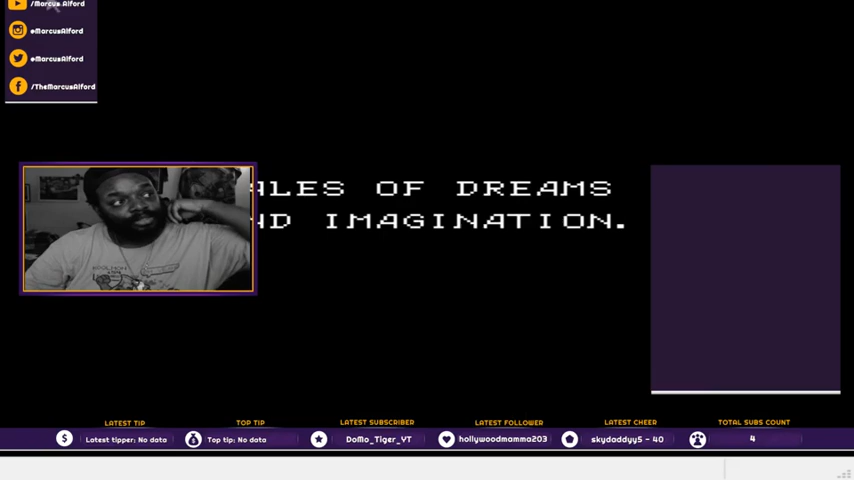 /Marcus Alford
@MarcusAlford
@MarcusAlford
/TheMarcusAlford
ALES OF DREAMS
ND IMAGINATION.
LATEST TIP
TOP TIP
LATEST SUBSCRIBER
LATEST FOLLOWER
LATEST CHEER
TOTAL SUBS COUNT
$
Latest tipper: No data
Top tip: No data
DoMo_Tiger_YT
hollywoodmamma203
skydaddyy5 - 40
4